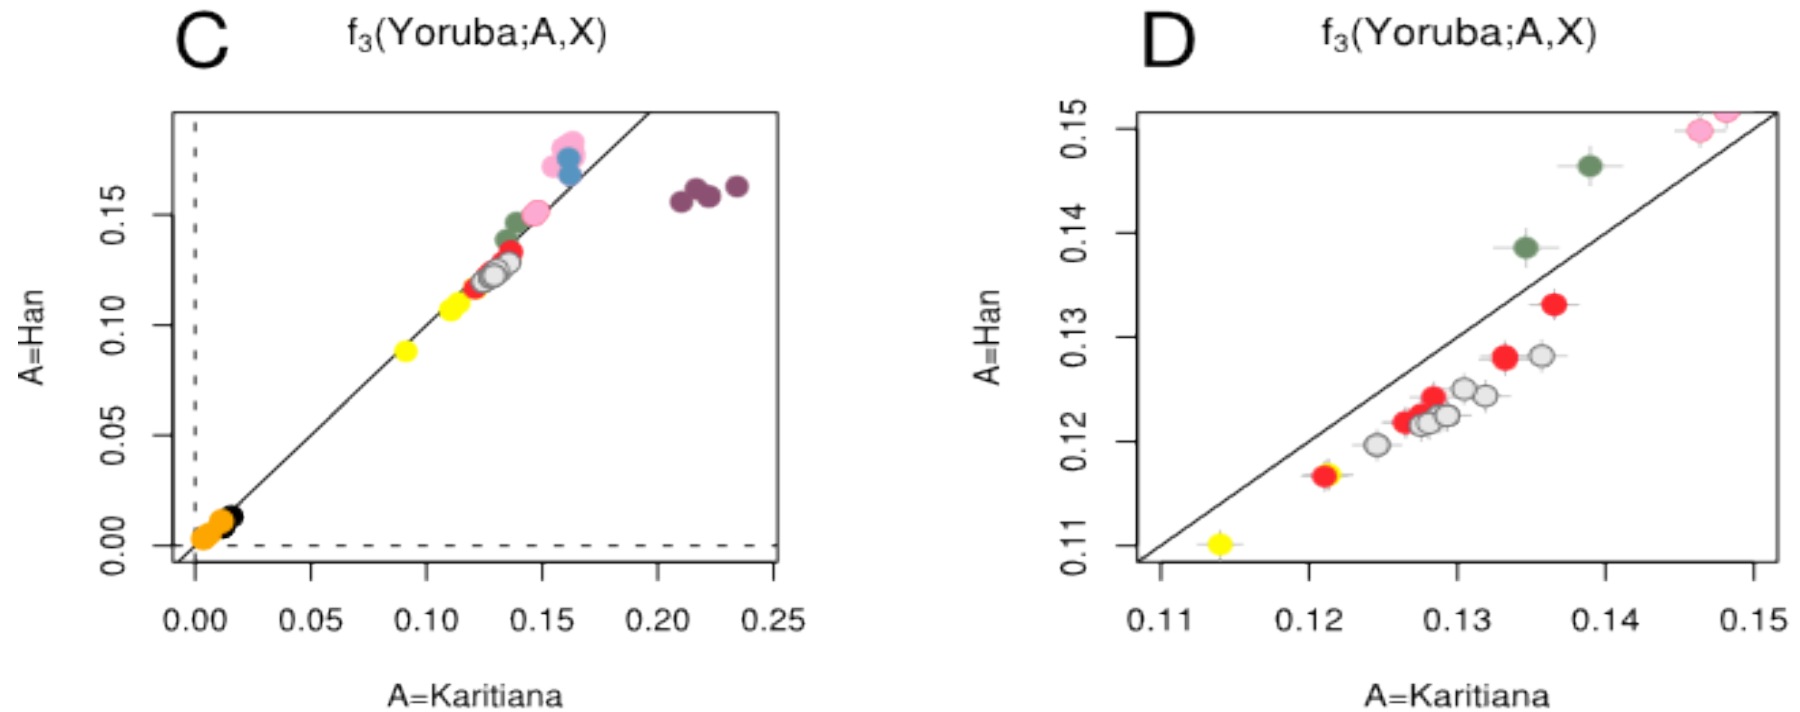 C
f3(Yoruba;A,X)
A=Han
0.15
0.10
0.05
0.00
0.00 0.05 0.10 0.15 0.20 0.25
A=Karitiana
D
f3(Yoruba;A,X)
A=Han
0.15
0.14
0.13
0.12
0.11
0.11 0.12 0.13 0.14 0.15
A=Karitiana